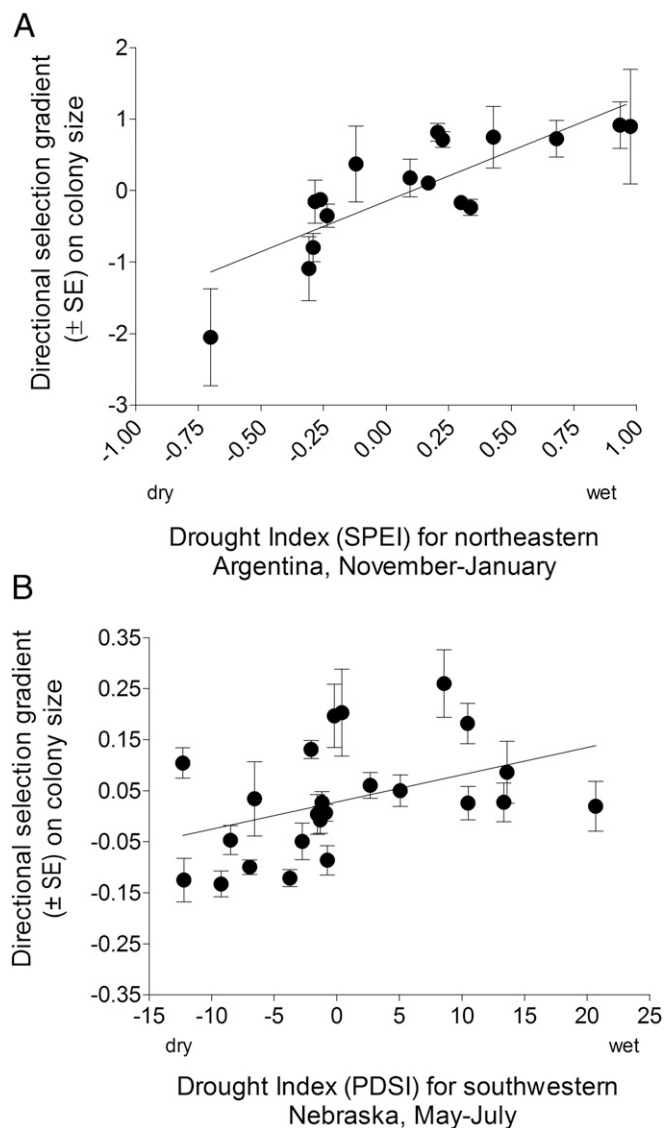 A
Directional selection gradient
(± SE) on colony size
2
1
0
-1
-2
-3
-1.00
-0.75
-0.50
-0.25
0.00
0.25
0.50
0.75
1.00
dry
wet
Drought Index (SPEI) for northeastern
Argentina, November-January
B
Directional selection gradient
(± SE) on colony size
0.35
0.25
0.15
0.05
-0.05
-0.15
-0.25
-0.35
-15
-10
-5
0
5
10
15
20
25
dry
wet
Drought Index (PDSI) for southwestern
Nebraska, May-July